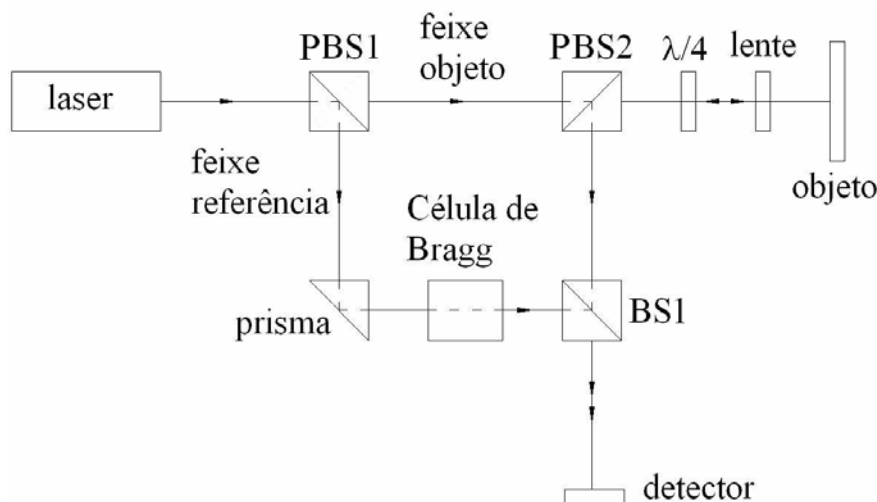 laser
PBS1
feixe
objeto
PBS2
λ/4
lente
objeto
feixe
referência
Célula de
Bragg
prisma
BS1
detector